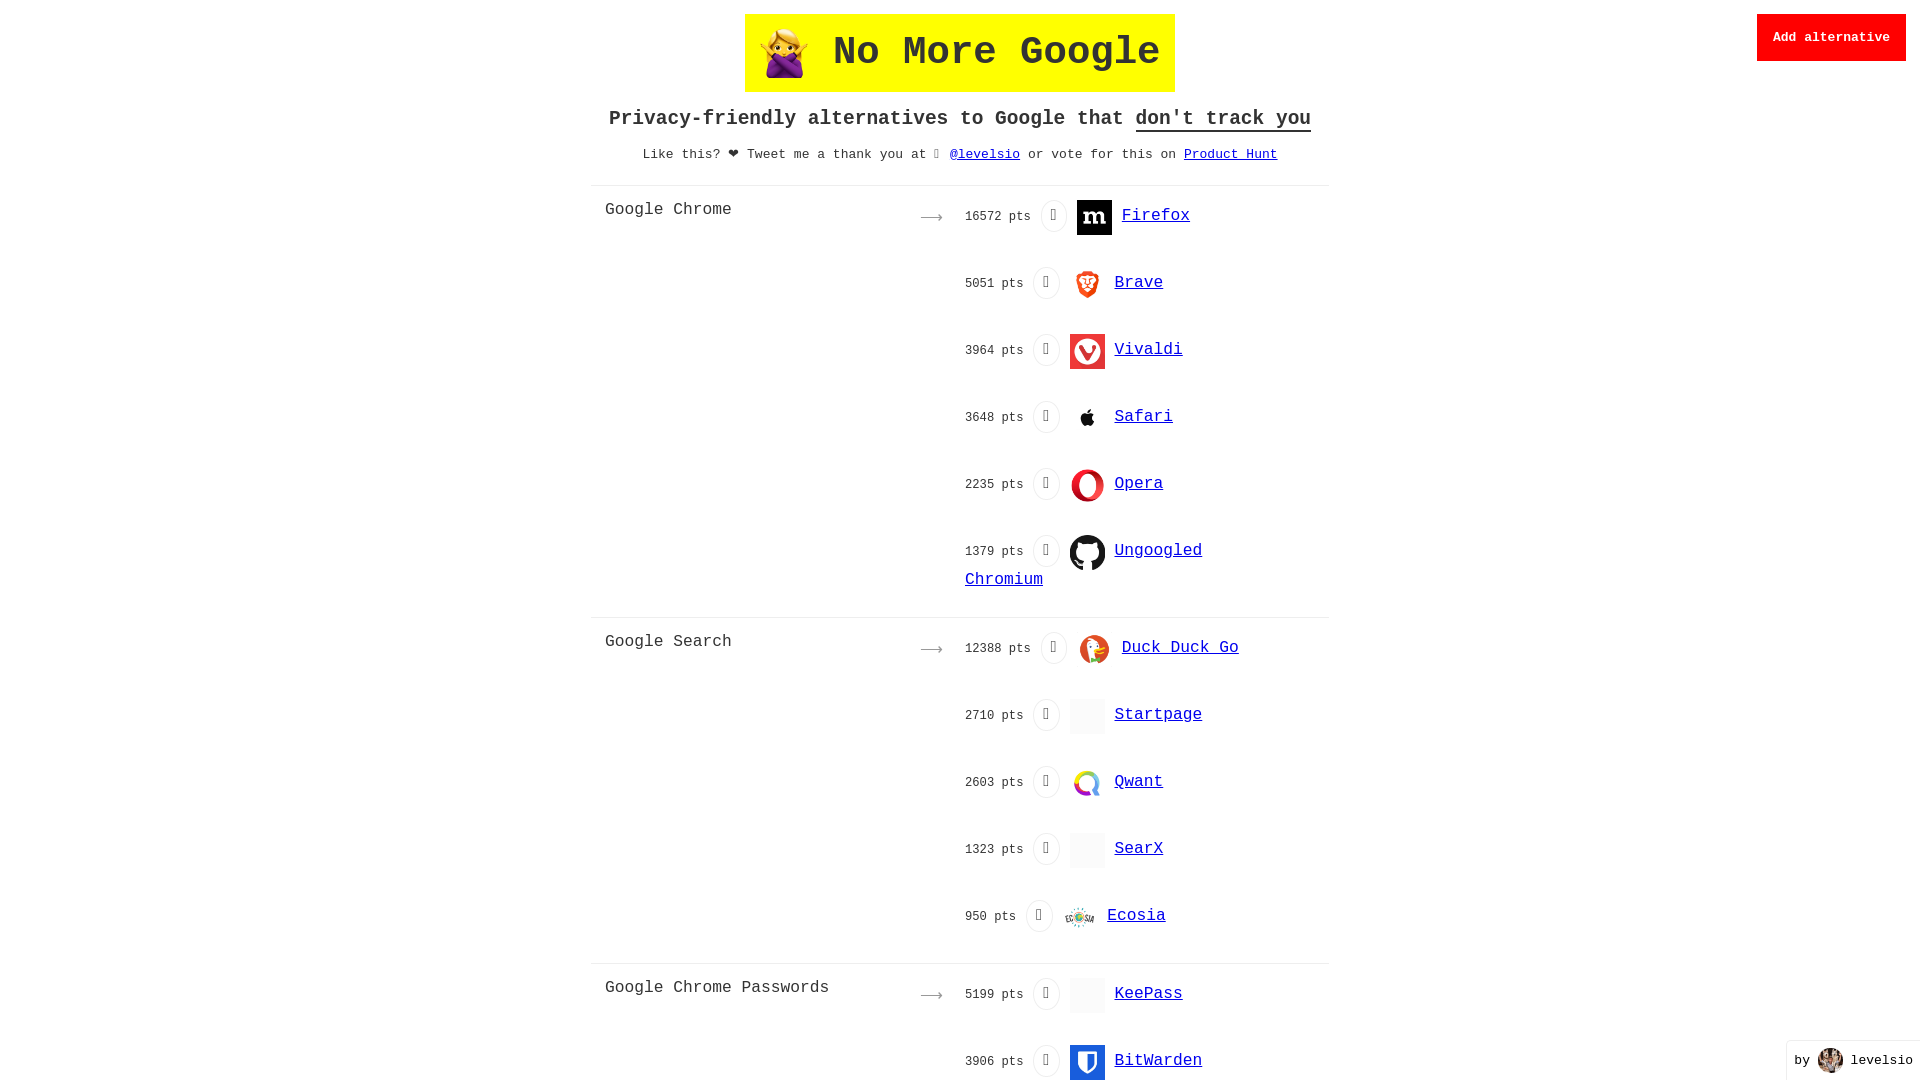 No More Google
Add alternative
Privacy-friendly alternatives to Google that don't track you
Like this? ❤ Tweet me a thank you at @levelsio or vote for this on Product Hunt
Google Chrome ⟶ 16572 pts m Firefox
5051 pts Brave
3964 pts Vivaldi
3648 pts Safari
2235 pts Opera
1379 pts Ungoogled
Chromium
Google Search ⟶ 12388 pts Duck Duck Go
2710 pts Startpage
2603 pts Qwant
1323 pts SearX
950 pts ECOSIA Ecosia
Google Chrome Passwords ⟶ 5199 pts KeePass
3906 pts BitWarden
by levelsio